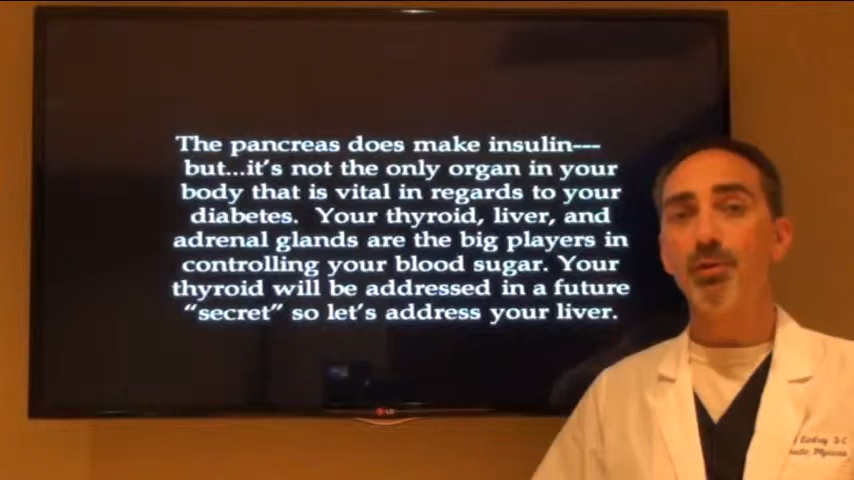 The pancreas does make insulin---
but...it's not the only organ in your
body that is vital in regards to your
diabetes. Your thyroid, liver, and
adrenal glands are the big players in
controlling your blood sugar. Your
thyroid will be addressed in a future
“secret” so let's address your liver.
LG
D.C